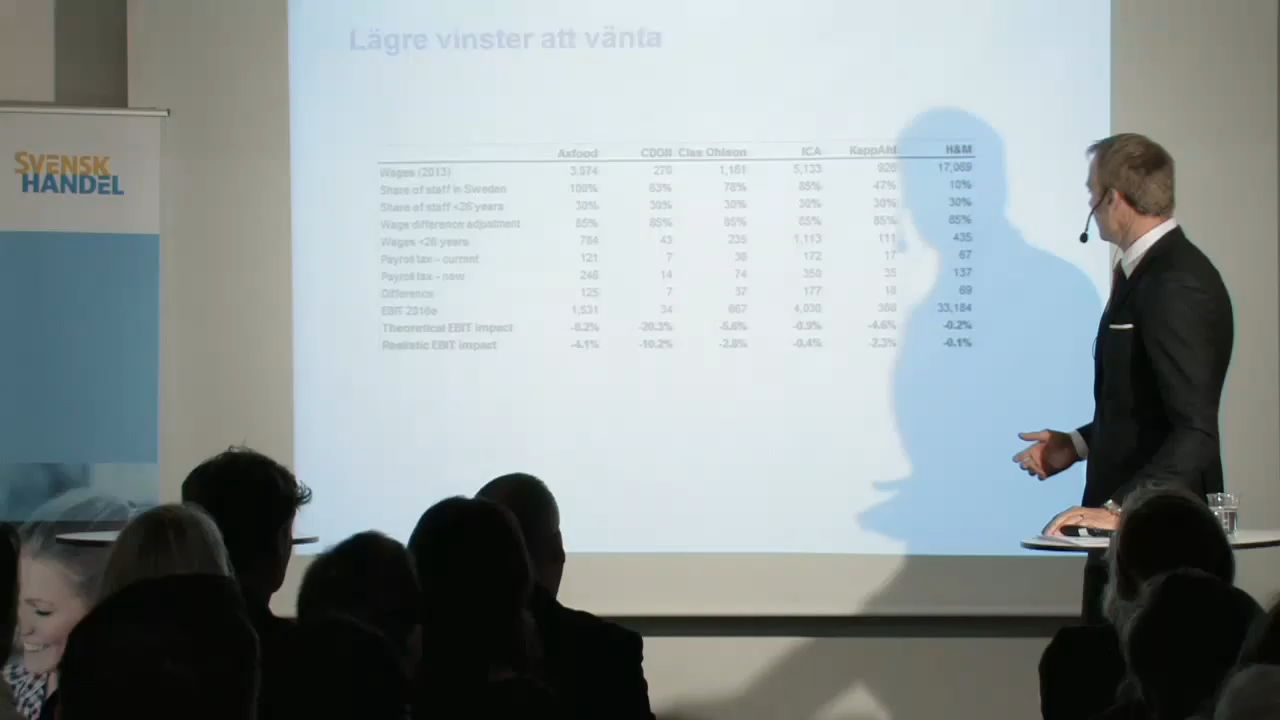 Lägre vinster att vänta
SVENSK
HANDEL
Axfood CDON Clas Ohlson ICA KappAhl H&M
Wages (2013) 3,074 270 1,161 5,133 926 17,069
Share of staff in Sweden 100% 63% 78% 85% 47% 10%
Share of staff <26 years 30% 30% 30% 30% 30% 30%
Wage difference adjustment 85% 85% 85% 85% 85% 85%
Wages <26 years 784 43 235 1,113 111 435
Payroll tax - current 121 7 172 17 67
Payroll tax - new 246 14 74 350 35 137
Difference 125 7 37 177 18 69
EBIT 2016e 1,531 34 667 4,030 33,184
Theoretical EBIT impact -8.2% -20.3% -5.6% -0.9% -4.6% -0.2%
Realistic EBIT impact -4.1% -10.2% -2.8% -0.4% -2.3% -0.1%